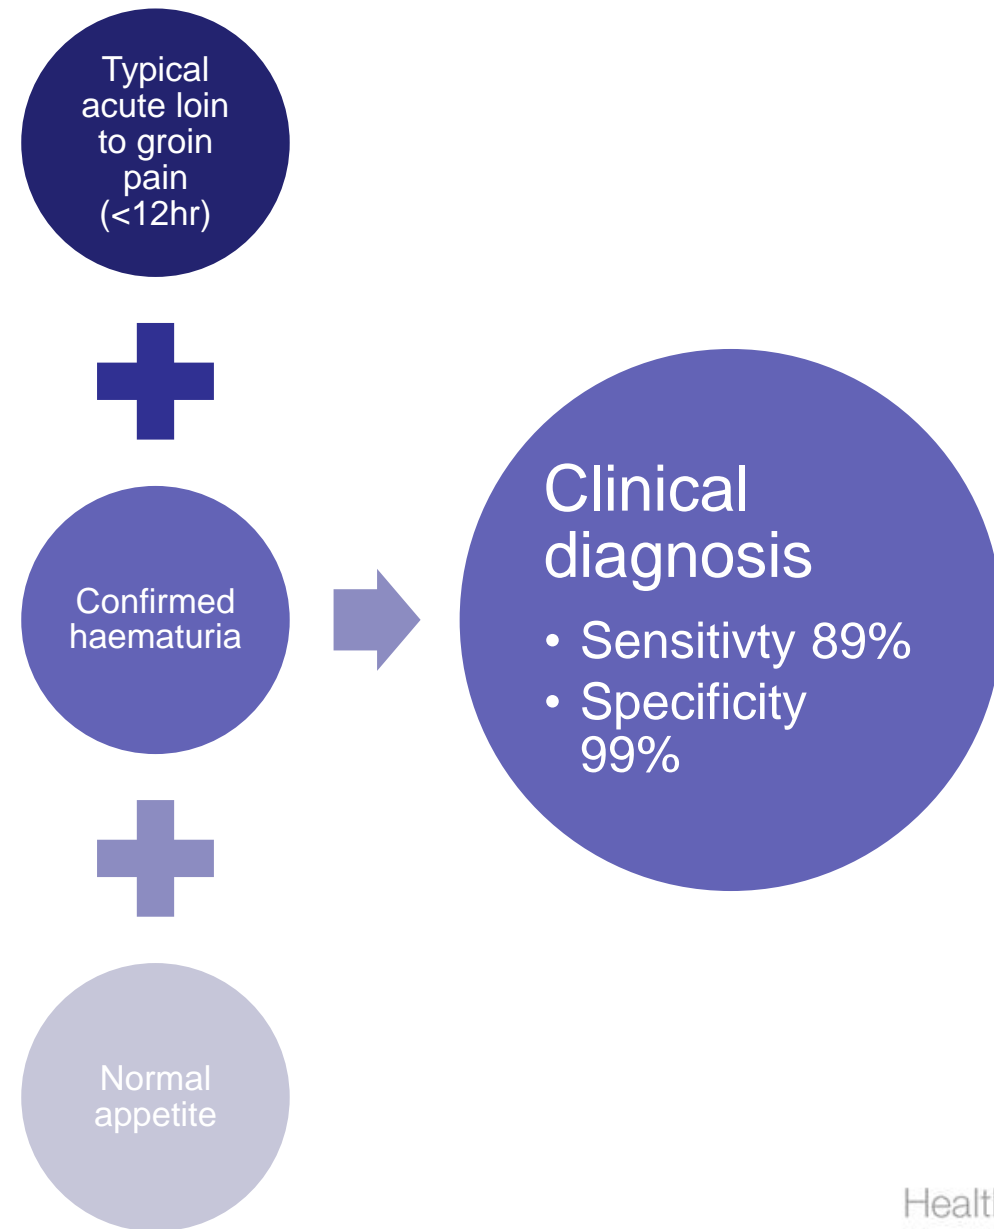 Typical
acute loin
to groin
pain
(<12hr)
Confirmed
haematuria
Normal
appetite
Clinical
diagnosis
• Sensitivty 89%
• Specificity
99%